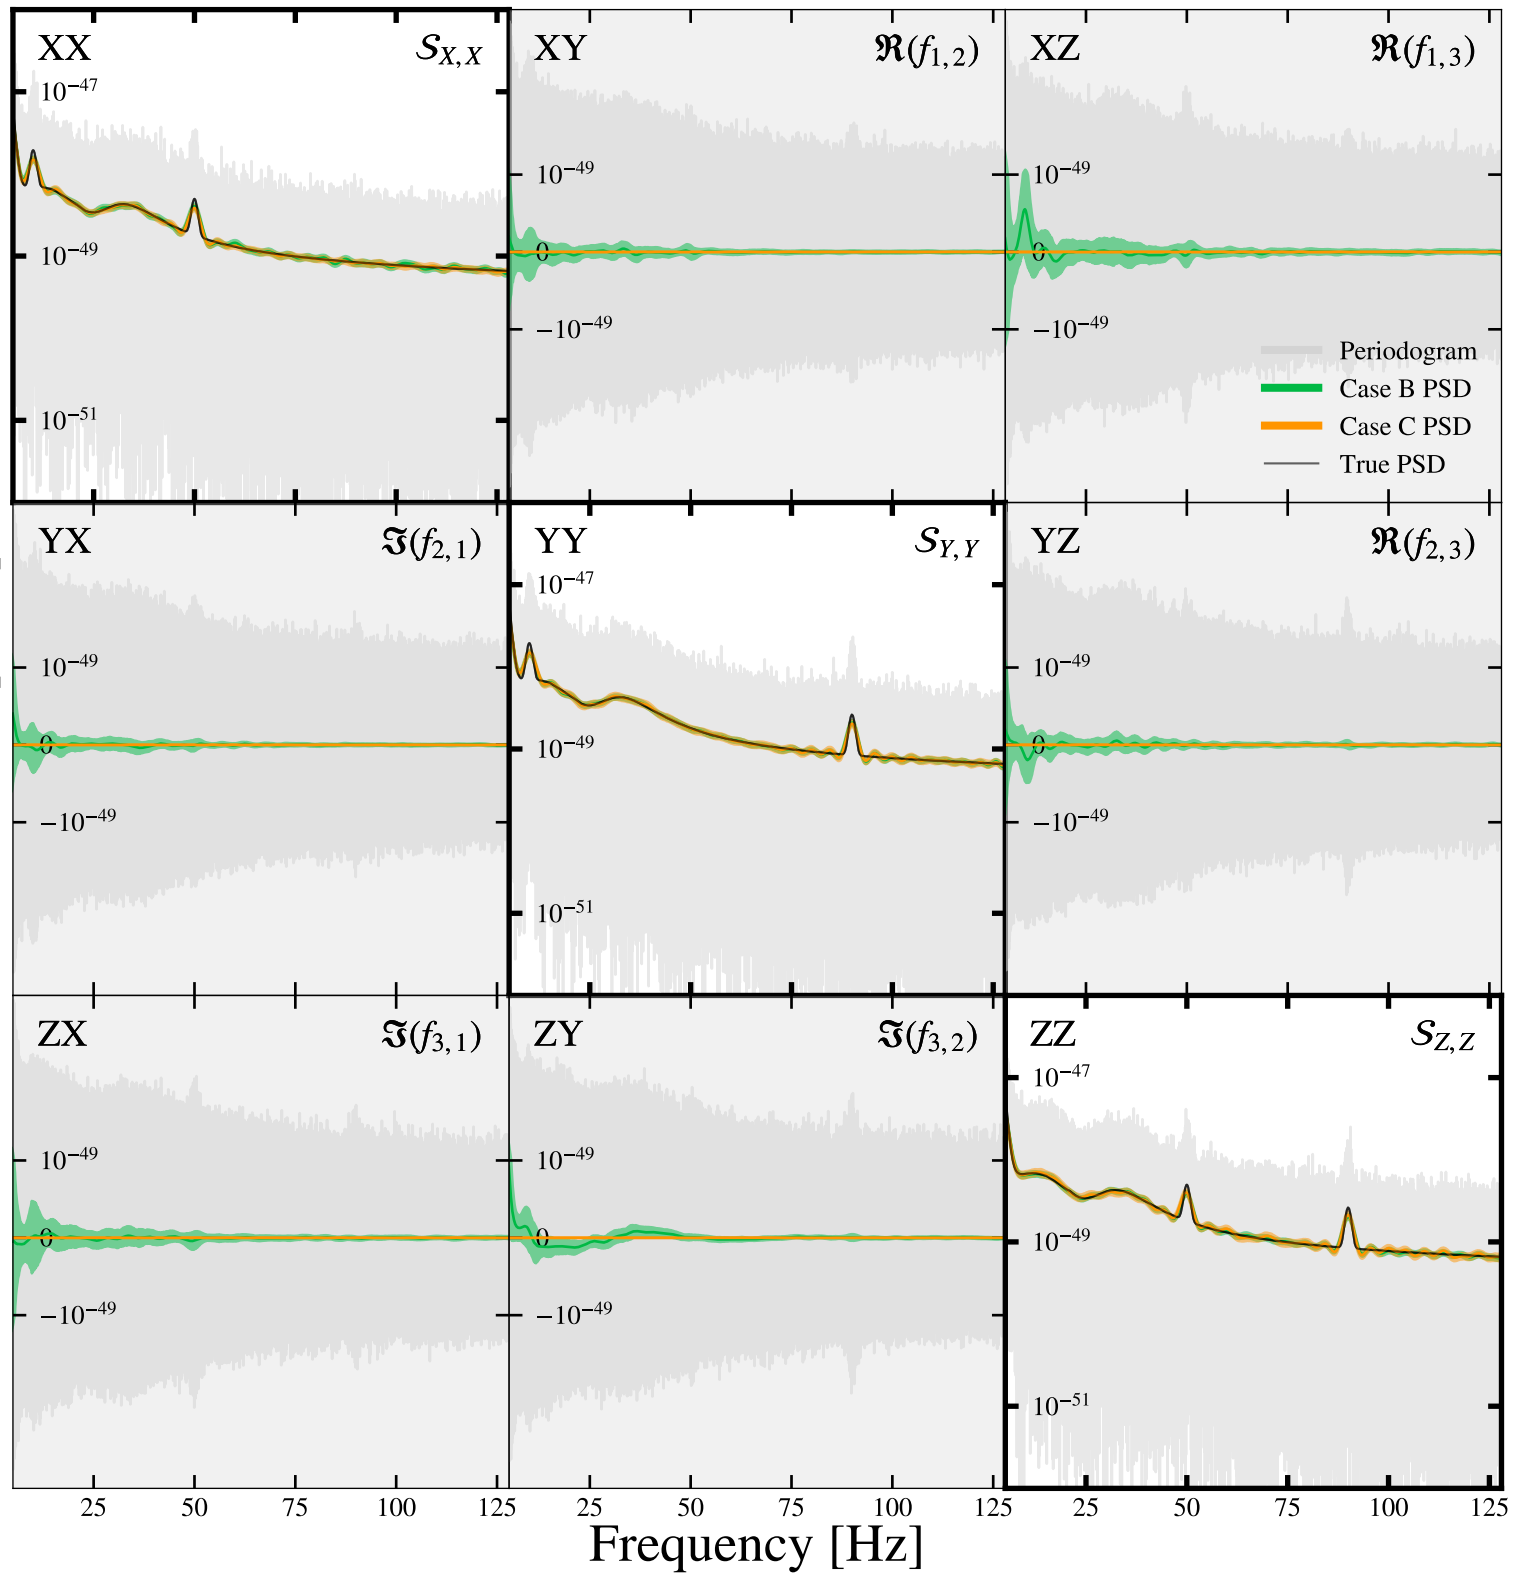 XX 𝒮X, X
10−47
10−49
10−51
XY ℜ(f1, 2)
10−49
0
−10−49
XZ ℜ(f1, 3)
10−49
0
−10−49
Periodogram
Case B PSD
Case C PSD
True PSD
YX ℑ(f2, 1)
10−49
0
−10−49
YY 𝒮Y, Y
10−47
10−49
10−51
YZ ℜ(f2, 3)
10−49
0
−10−49
ZX ℑ(f3, 1)
10−49
0
−10−49
25 50 75 100 125
ZY ℑ(f3, 2)
10−49
0
−10−49
25 50 75 100 125
ZZ 𝒮Z, Z
10−47
10−49
10−51
25 50 75 100 125
Frequency [Hz]